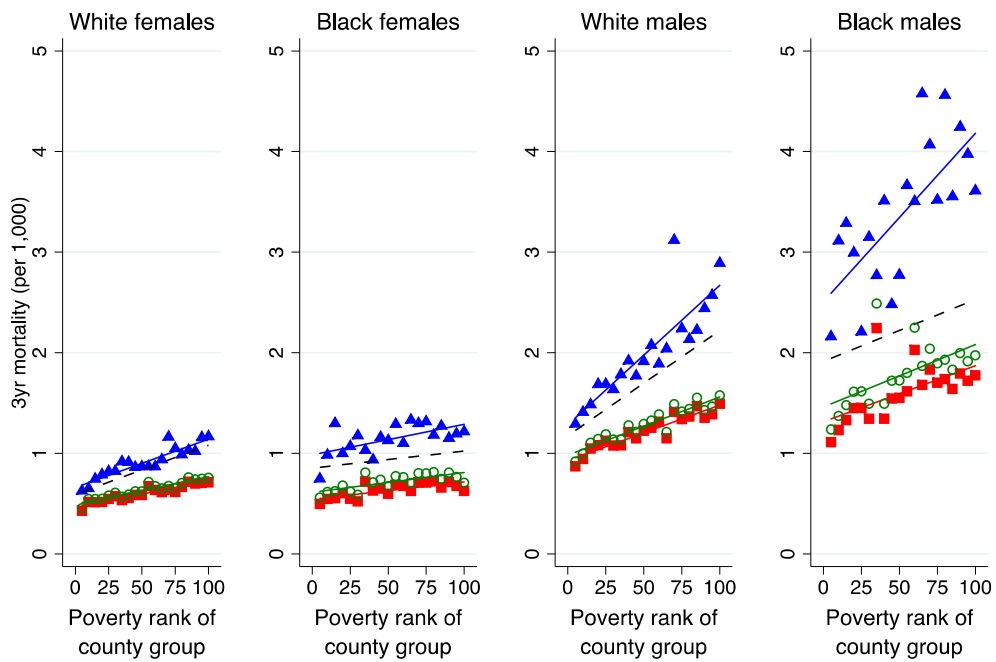 White females
Black females
White males
Black males
3yr mortality (per 1,000)
0
1
2
3
4
5
0 25 50 75 100
Poverty rank of
county group
0
1
2
3
4
5
0 25 50 75 100
Poverty rank of
county group
0
1
2
3
4
5
0 25 50 75 100
Poverty rank of
county group
0
1
2
3
4
5
0 25 50 75 100
Poverty rank of
county group